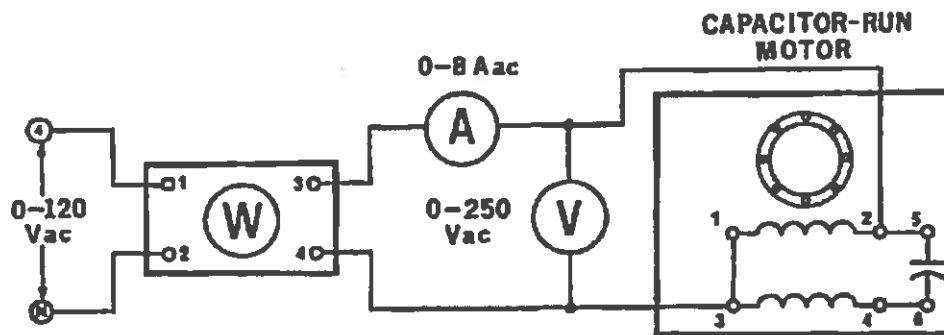 CAPACITOR-RUN
MOTOR
0-8 Aac
A
4
1
3
0-120
Vac
W
0-250
Vac
V
2
4
N
1
2
5
3
4
6